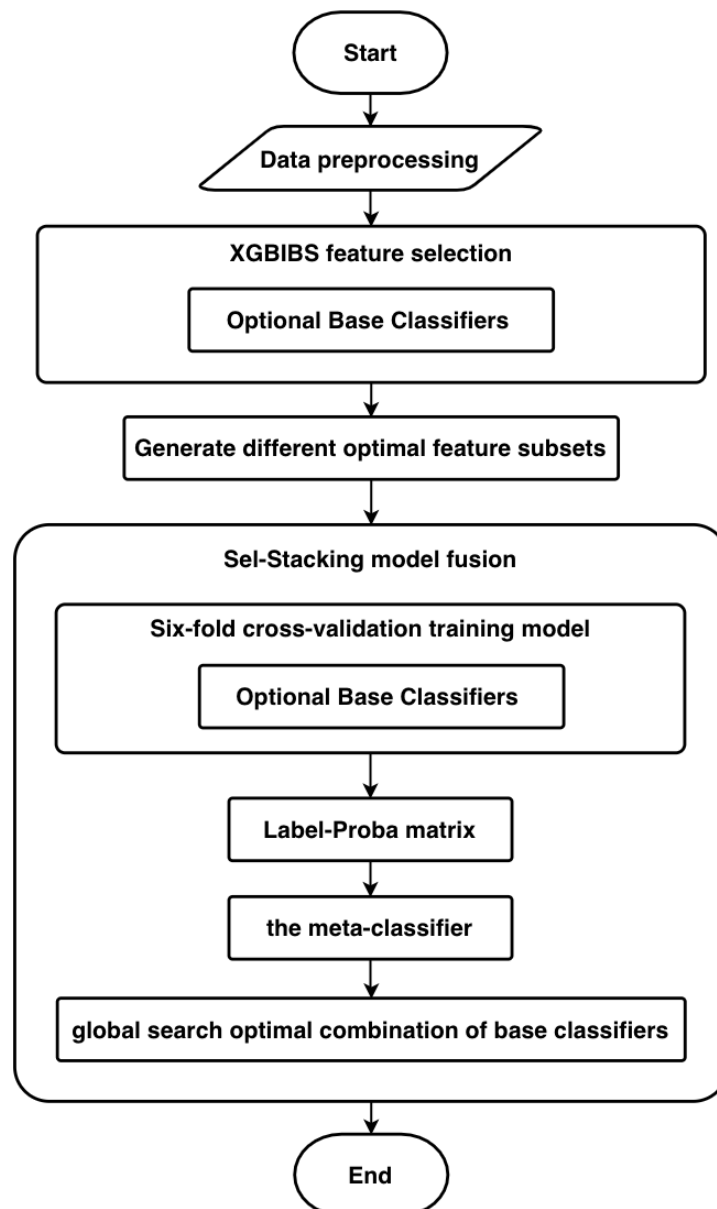 Start
Data preprocessing
XGBIBS feature selection
Optional Base Classifiers
Generate different optimal feature subsets
Sel-Stacking model fusion
Six-fold cross-validation training model
Optional Base Classifiers
Label-Proba matrix
the meta-classifier
global search optimal combination of base classifiers
End